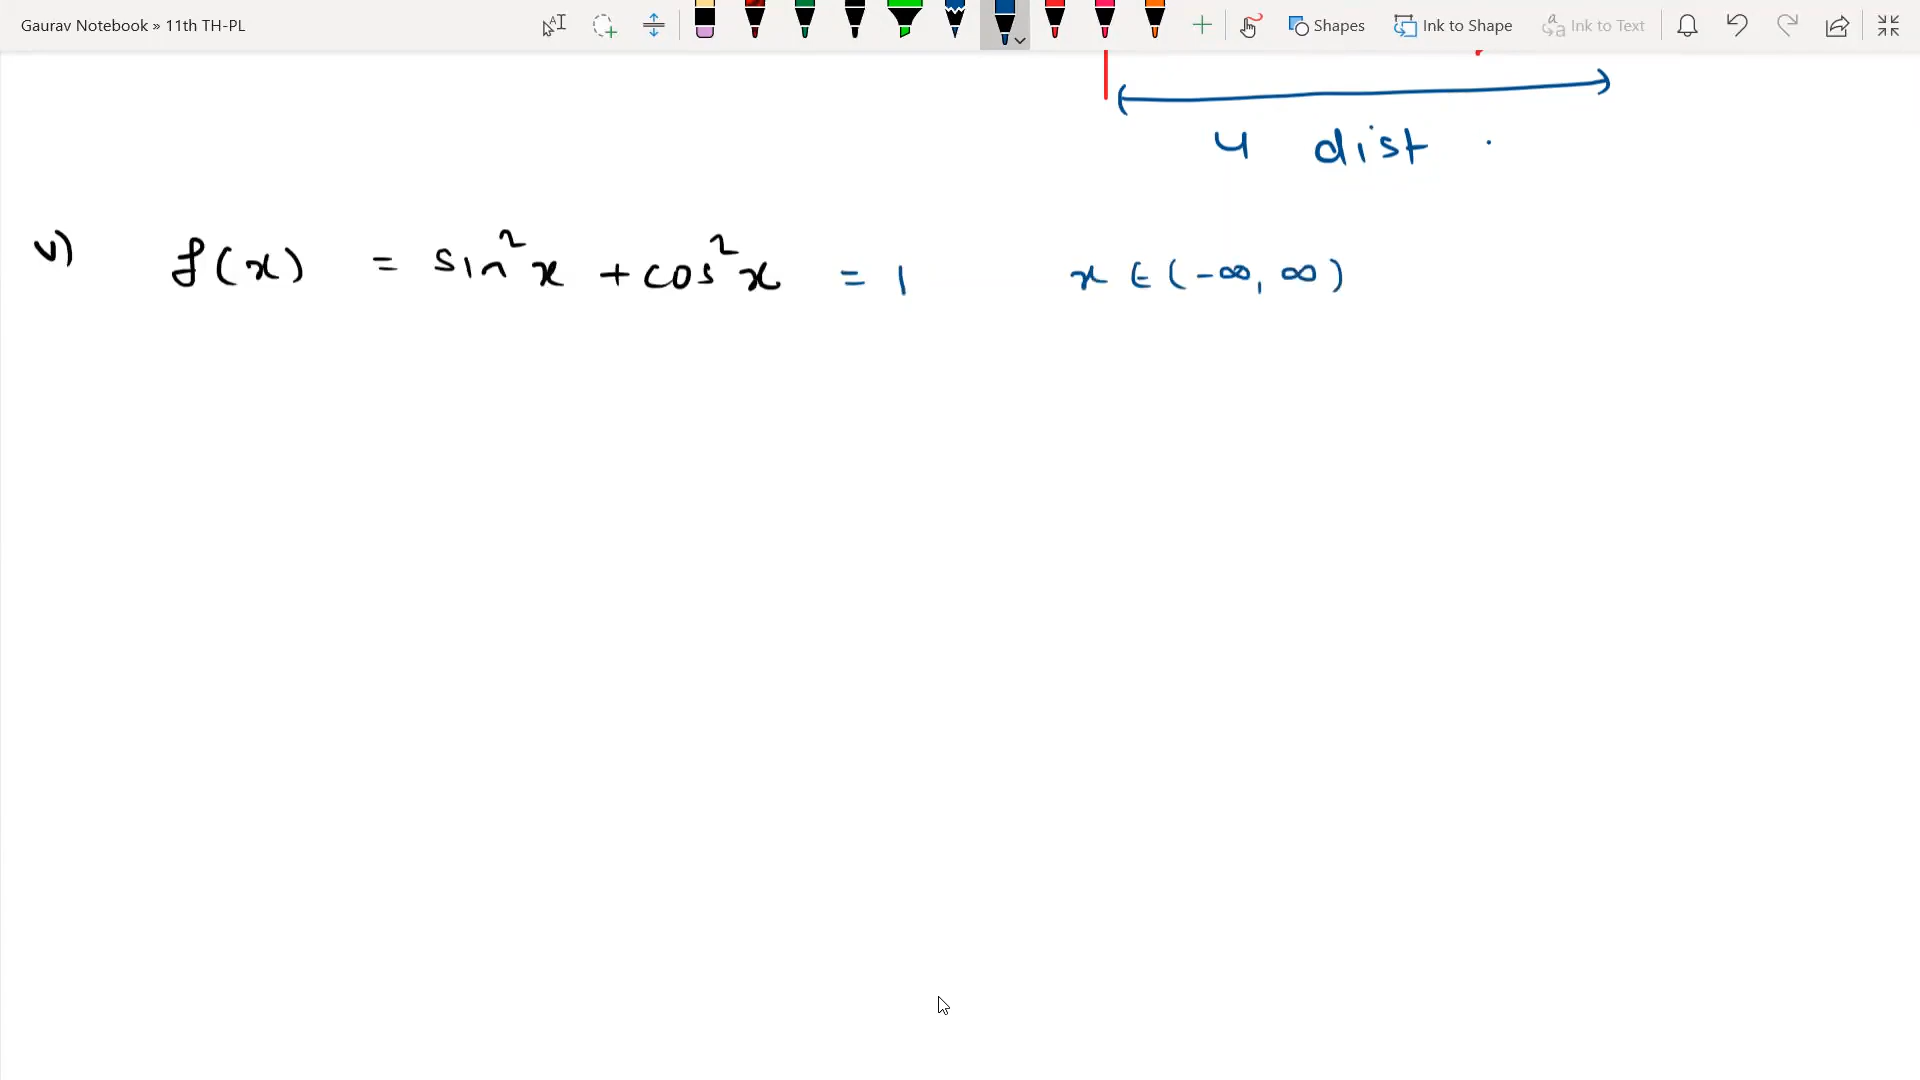 Gaurav Notebook » 11th TH-PL
Shapes
Ink to Shape
Ink to Text
4 dist .
v) f(x) = sin²x + cos²x = 1 x ∈ (-∞, ∞)